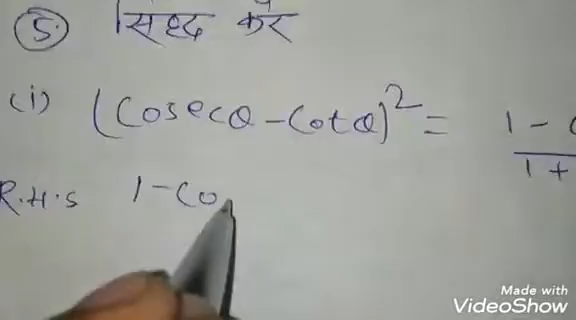 (5) सिद्ध करें
(i) (Cosecθ - Cotθ)² = 1 - / 1 +
R.H.S 1 - Co
Made with
VideoShow